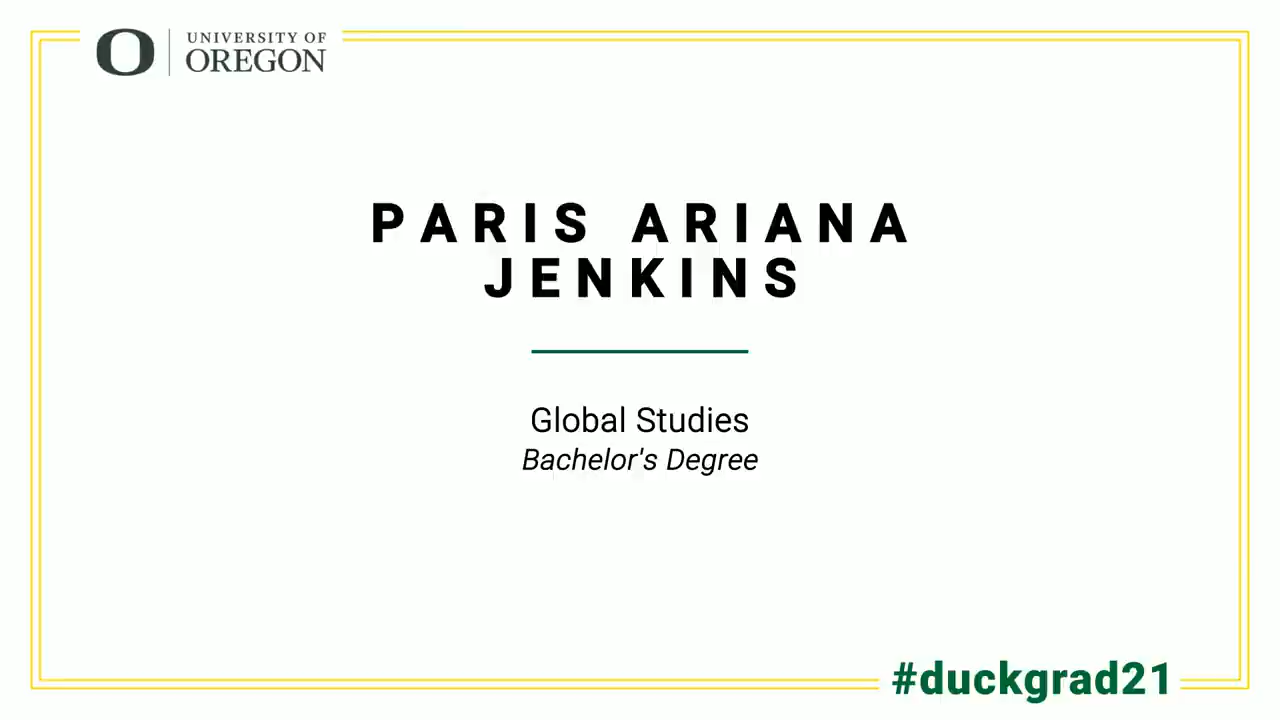 UNIVERSITY OF
OREGON
PARIS ARIANA
JENKINS
Global Studies
Bachelor's Degree
#duckgrad21